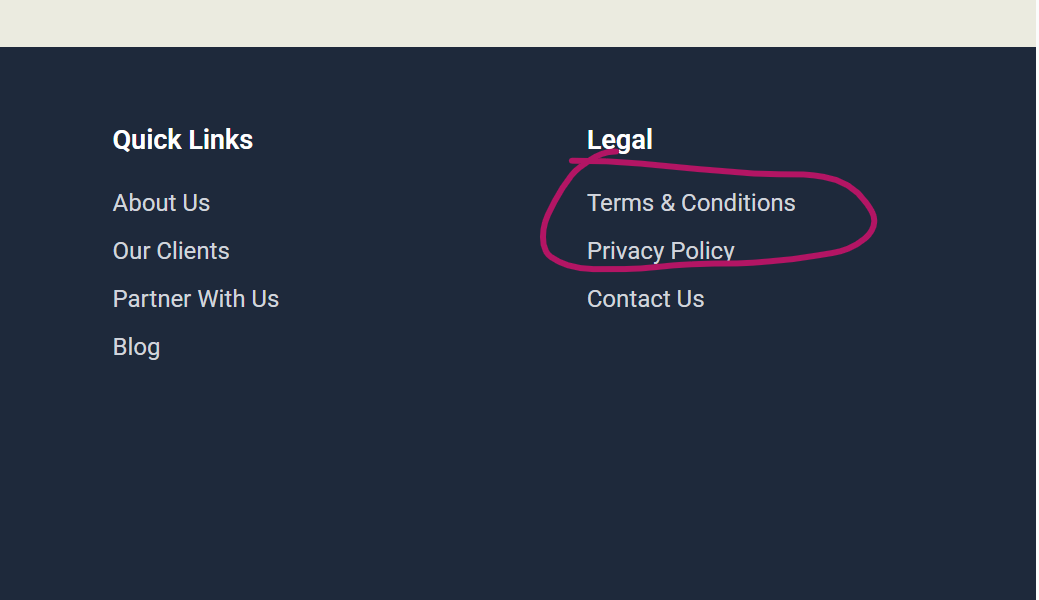 Quick Links
About Us
Our Clients
Partner With Us
Blog
Legal
Terms & Conditions
Privacy Policy
Contact Us